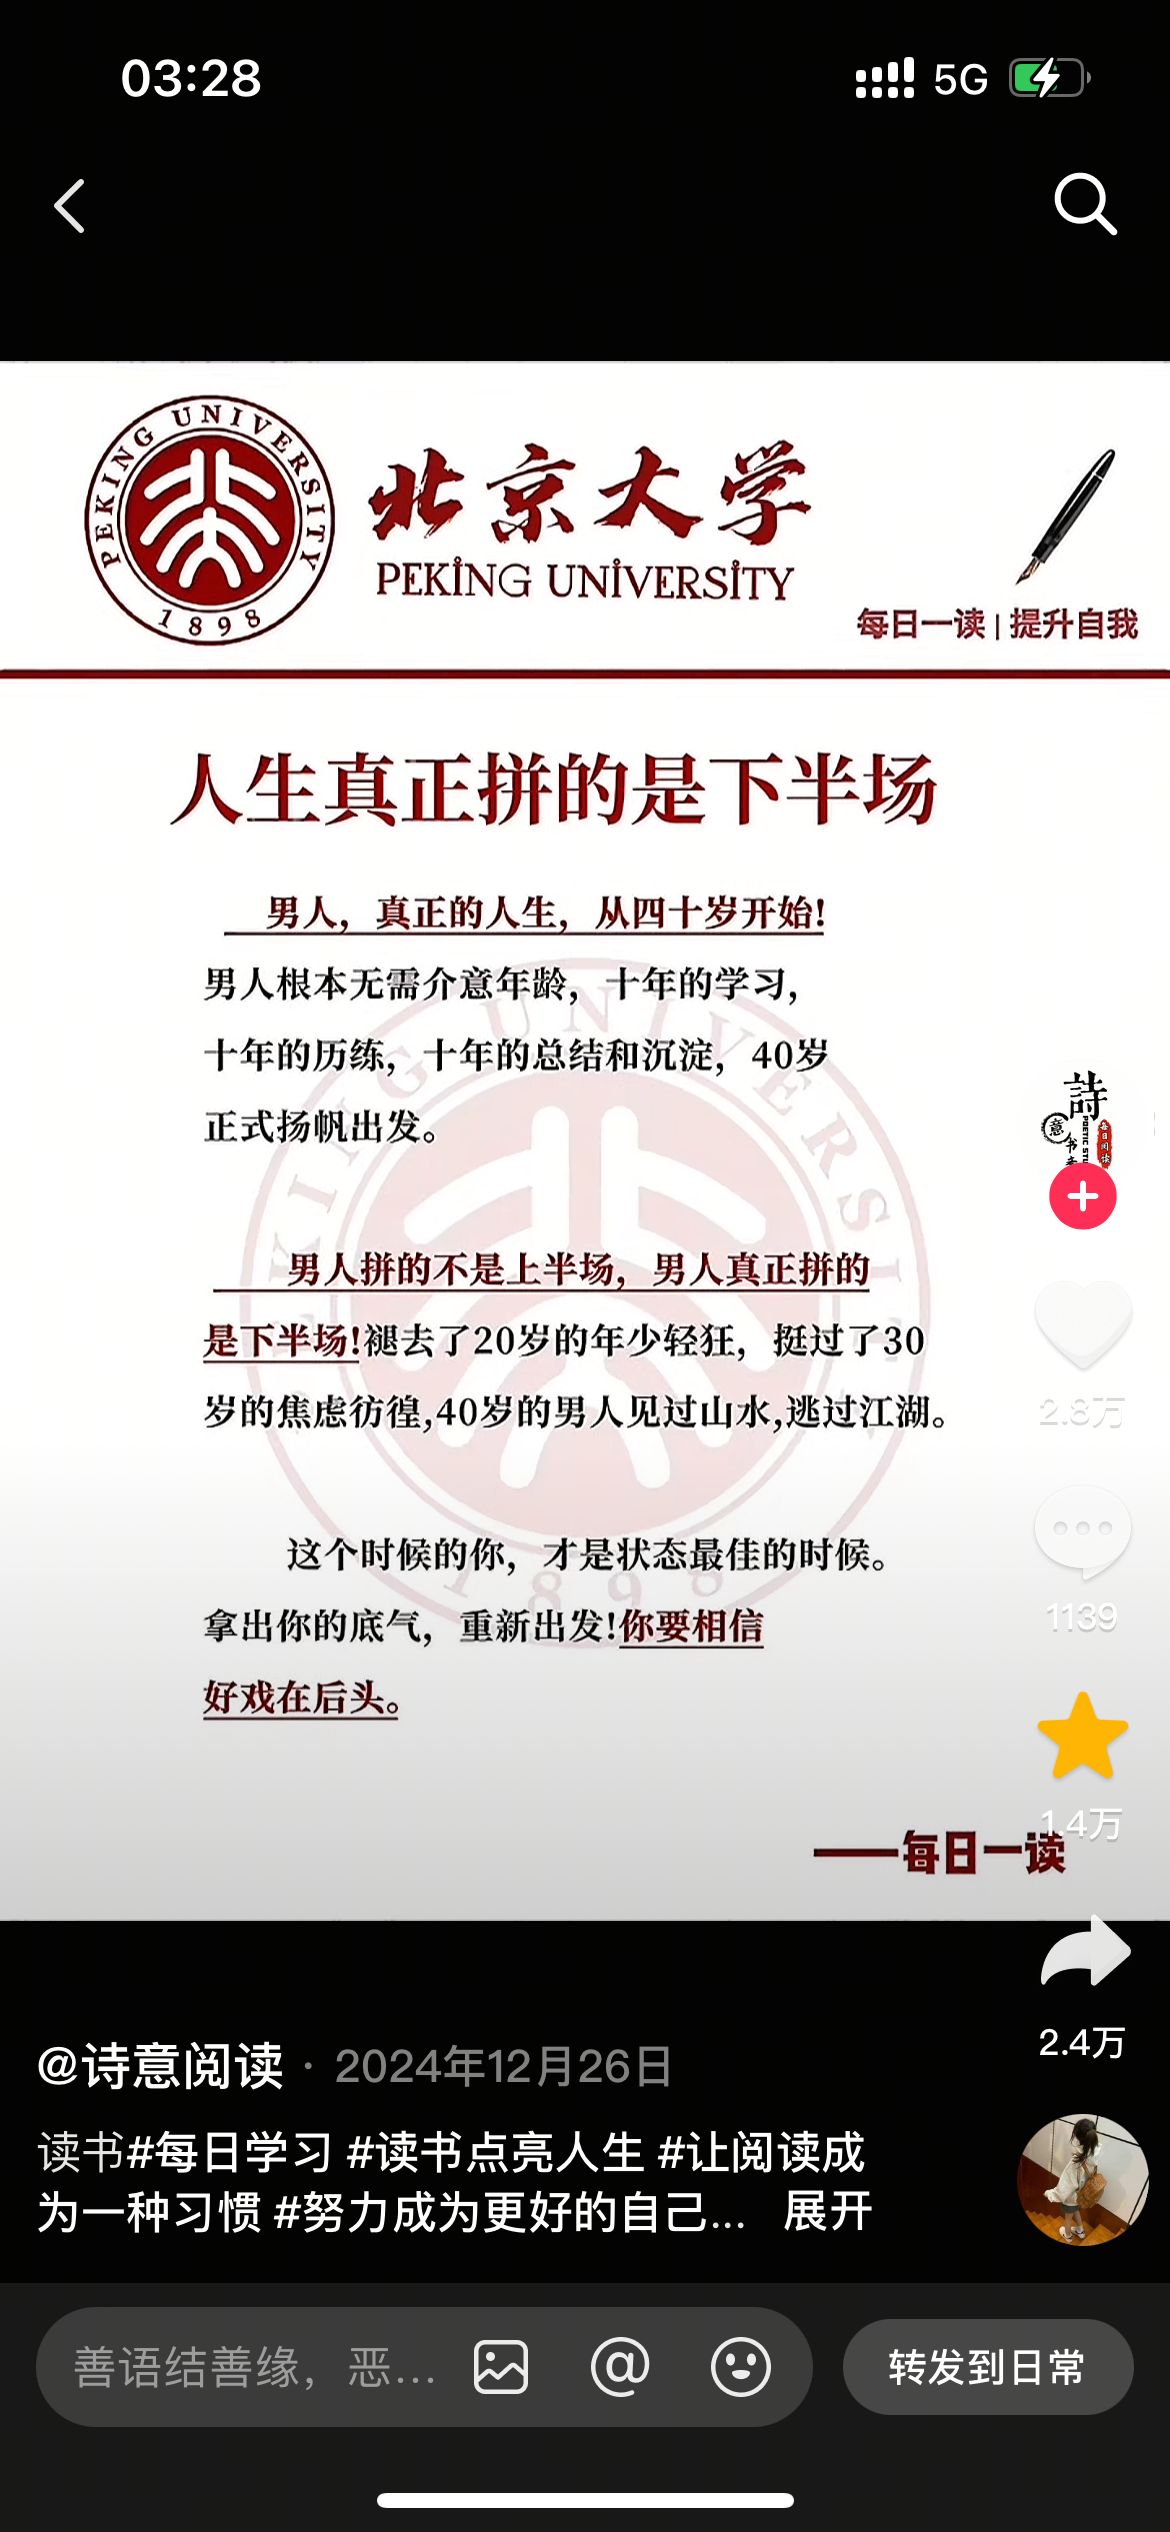 03:28
5G
PEKING UNIVERSITY
1898
北京大学
PEKING UNIVERSITY
每日一读 | 提升自我
人生真正拼的是下半场
男人，真正的人生，从四十岁开始!
男人根本无需介意年龄，十年的学习，
十年的历练，十年的总结和沉淀，40岁
正式扬帆出发。
男人拼的不是上半场，男人真正拼的
是下半场!褪去了20岁的年少轻狂，挺过了30
岁的焦虑彷徨,40岁的男人见过山水,逃过江湖。
这个时候的你，才是状态最佳的时候。
拿出你的底气，重新出发!你要相信
好戏在后头。
——每日一读
詩
意
书
每日阅读
2.8万
1139
1.4万
2.4万
@诗意阅读 · 2024年12月26日
读书#每日学习 #读书点亮人生 #让阅读成
为一种习惯 #努力成为更好的自己... 展开
善语结善缘，恶...
转发到日常